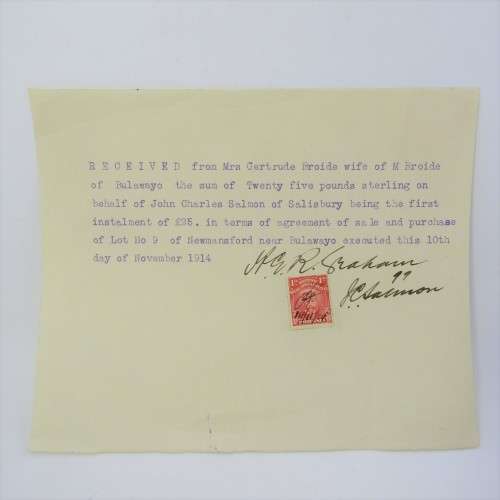 RECEIVED from Mrs Gertrude Broide wife of M Broide
of Bulawayo the sum of Twenty five pounds sterling on
behalf of John Charles Salmon of Salisbury being the first
instalment of £25. in terms of agreement of sale and purchase
of Lot No 9 of Newmansford near Bulawayo executed this 10th
day of November 1914
Graham
J.C. Salmon